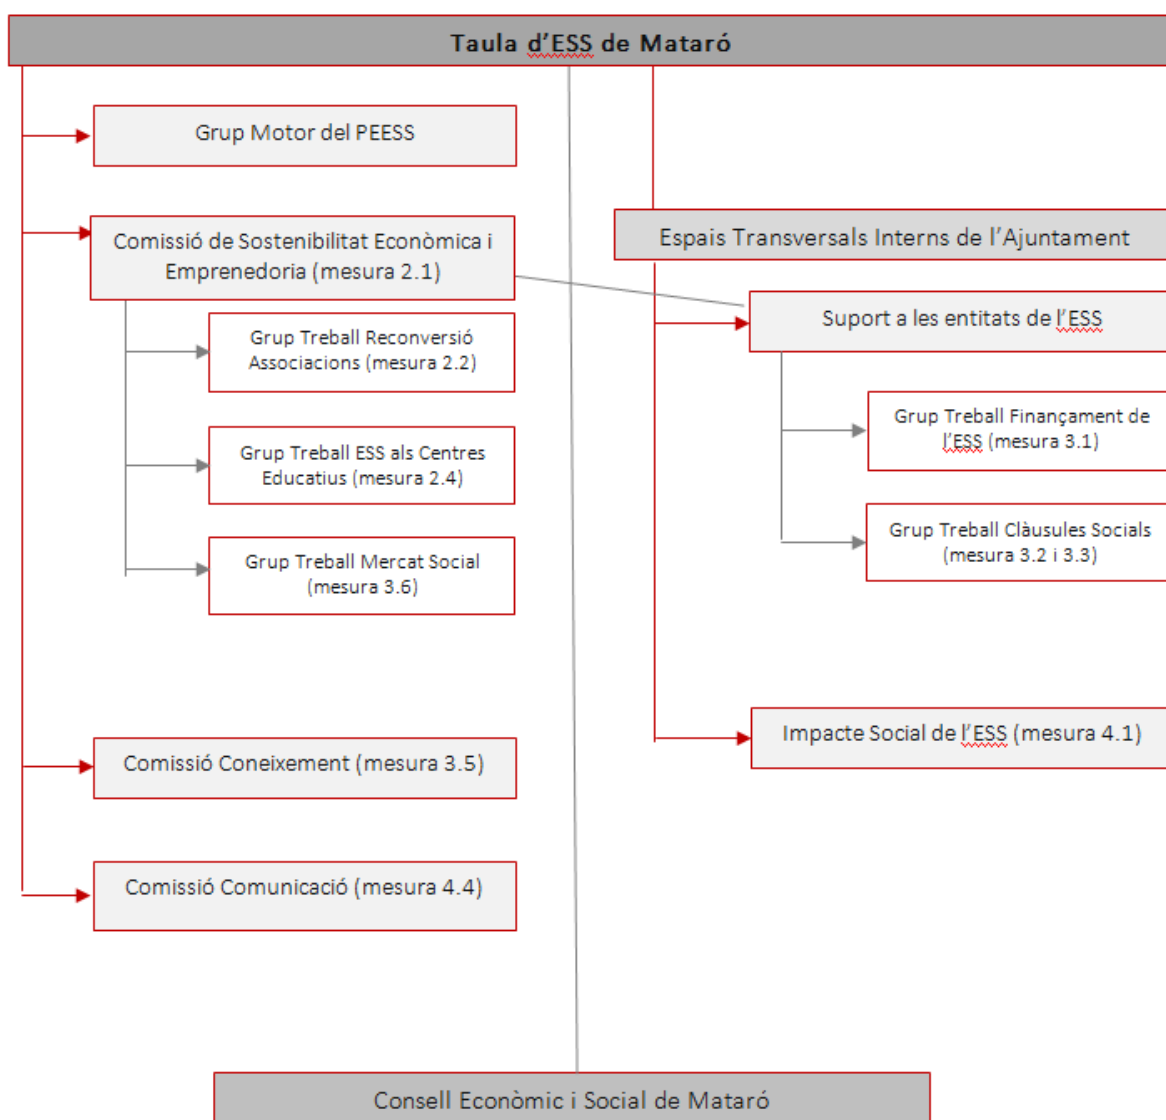 Taula d’ESS de Mataró
Grup Motor del PEESS
Comissió de Sostenibilitat Econòmica i
Emprenedoria (mesura 2.1)
Grup Treball Reconversió
Associacions (mesura 2.2)
Grup Treball ESS als Centres
Educatius (mesura 2.4)
Grup Treball Mercat Social
(mesura 3.6)
Comissió Coneixement (mesura 3.5)
Comissió Comunicació (mesura 4.4)
Espais Transversals Interns de l’Ajuntament
Suport a les entitats de l’ESS
Grup Treball Finançament de
l’ESS (mesura 3.1)
Grup Treball Clàusules Socials
(mesura 3.2 i 3.3)
Impacte Social de l’ESS (mesura 4.1)
Consell Econòmic i Social de Mataró